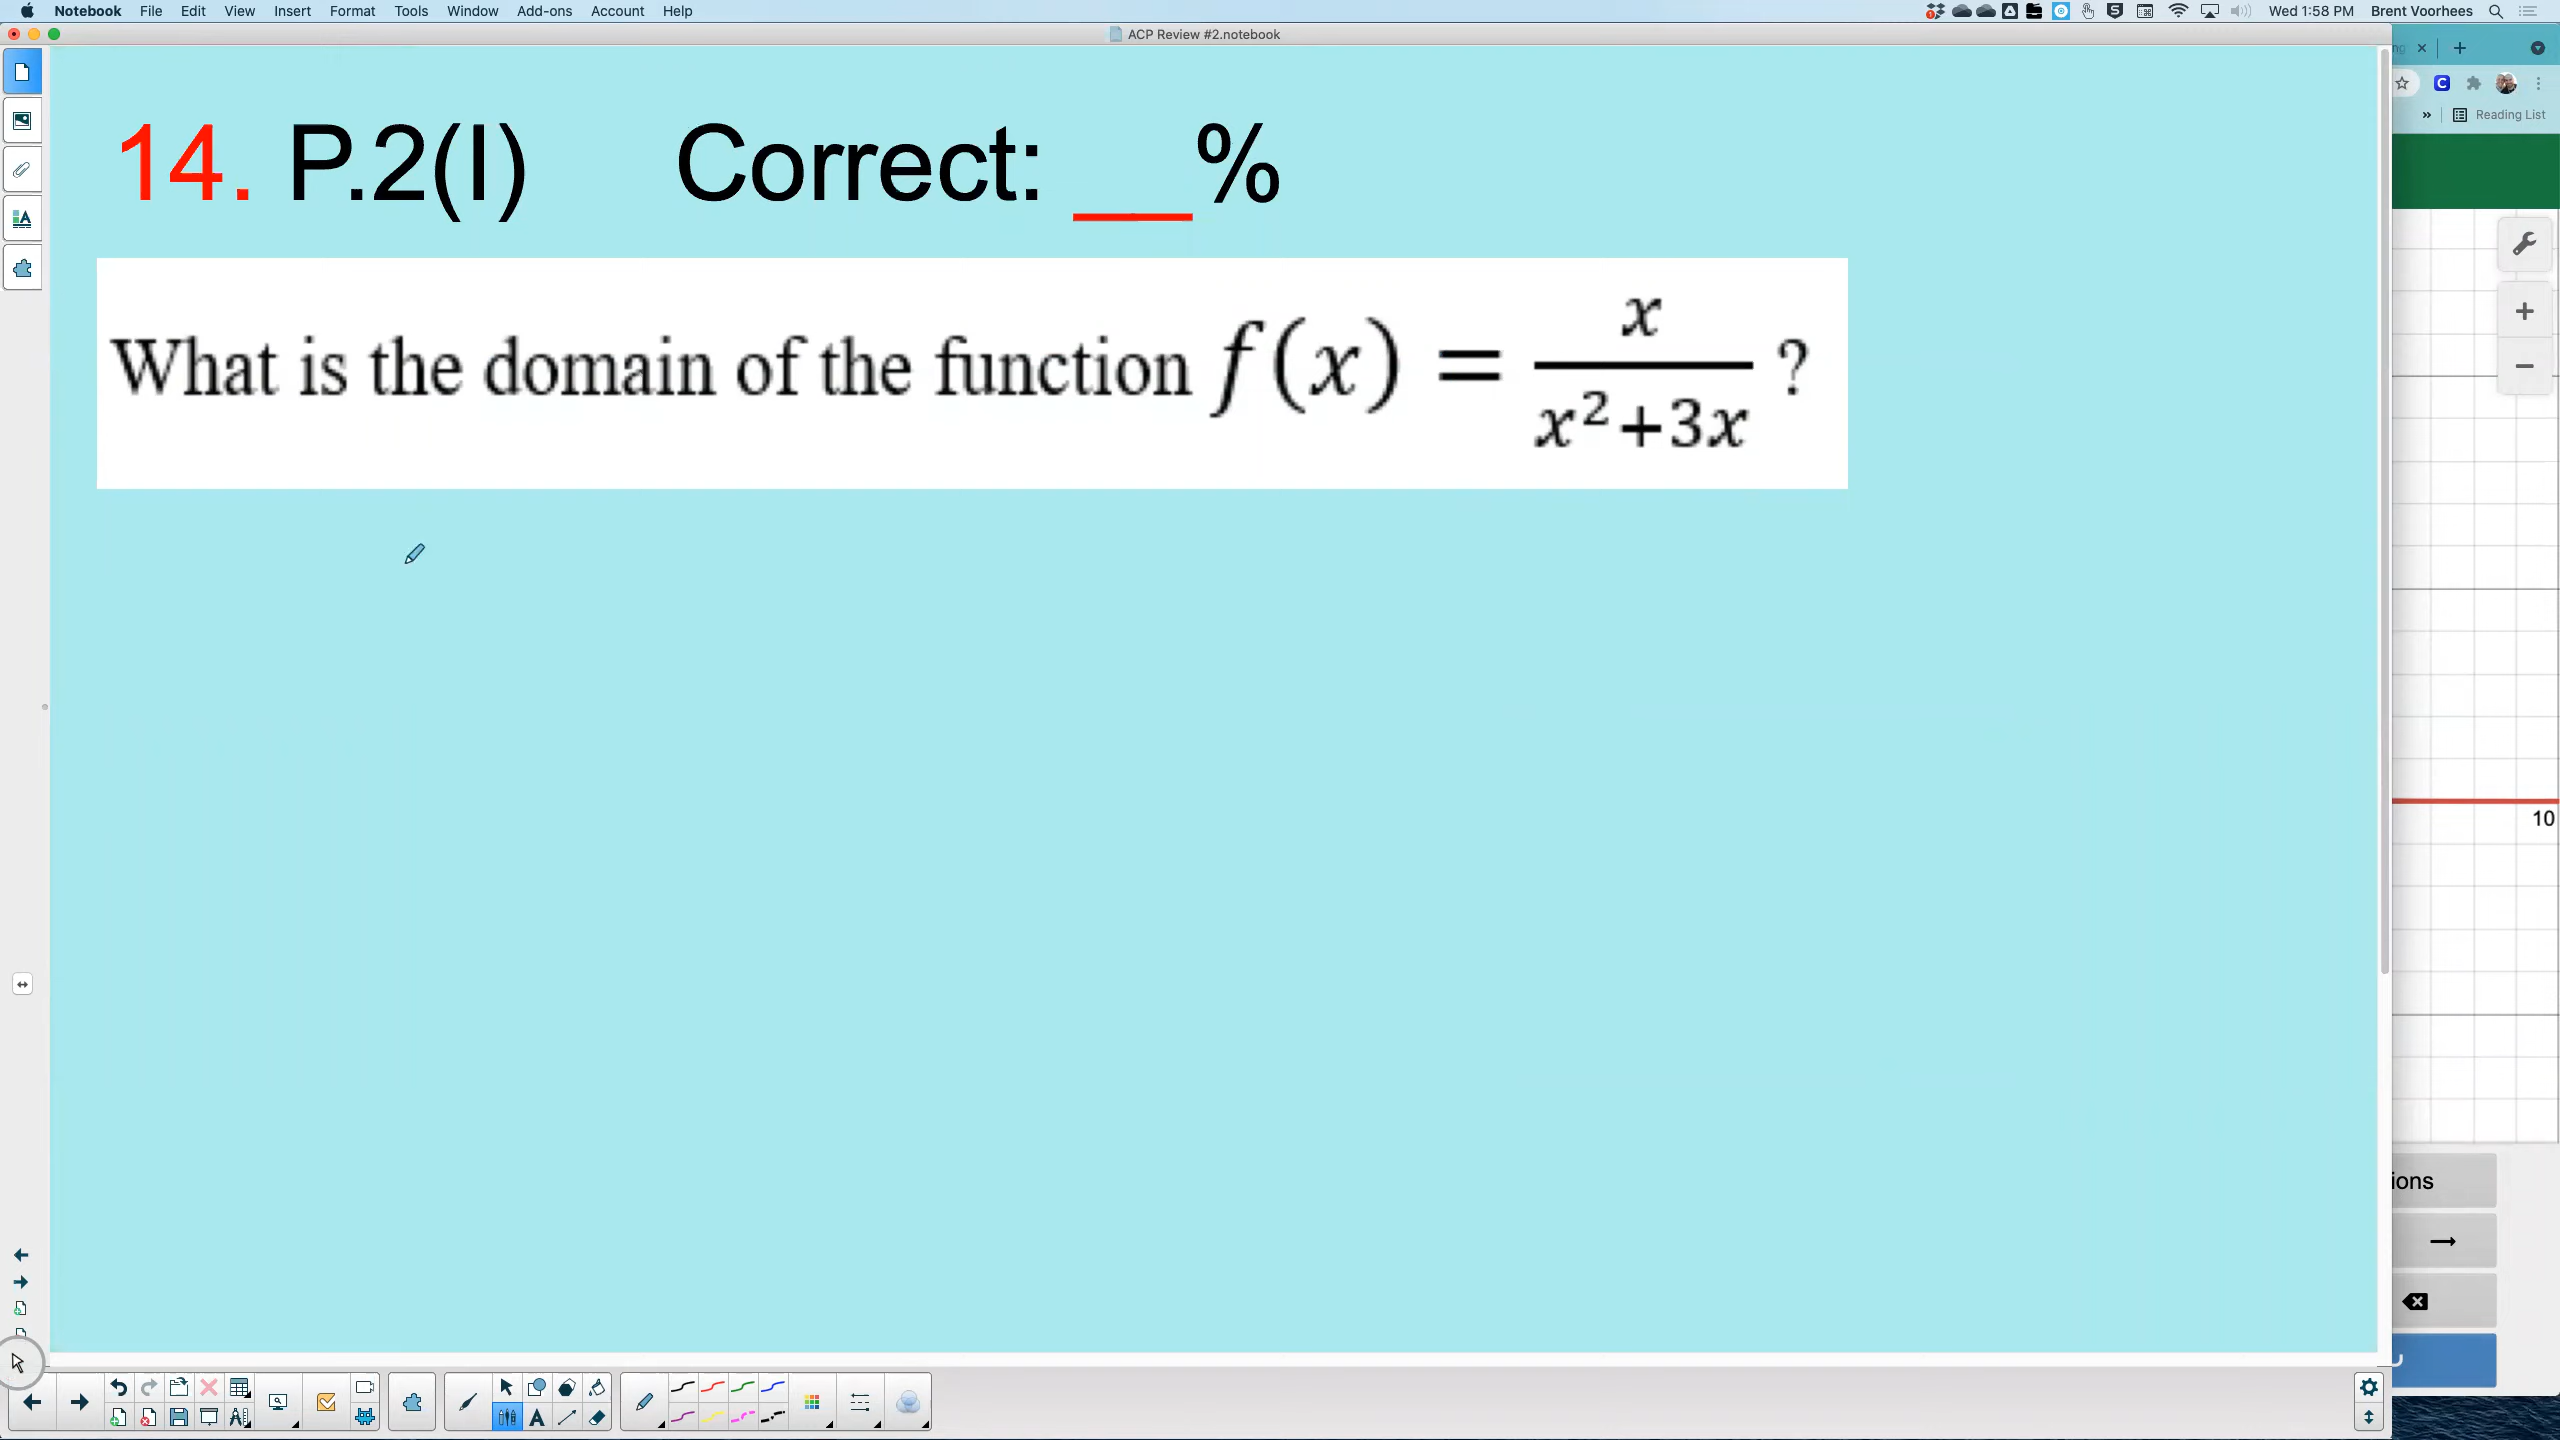 Notebook File Edit View Insert Format Tools Window Add-ons Account Help Wed 1:58 PM Brent Voorhees
ACP Review #2.notebook
Reading List
14. P.2(I) Correct: ___%
What is the domain of the function f(x) = x/(x²+3x) ?
10
ions